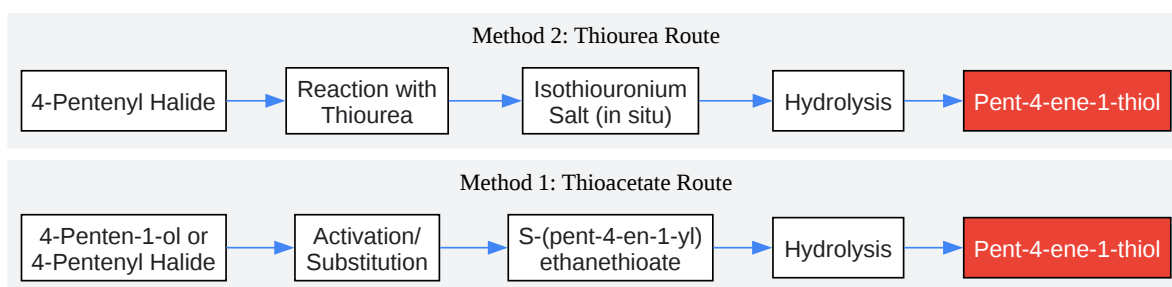 Method 2: Thiourea Route
4-Pentenyl Halide
Reaction with
Thiourea
Isothiouronium
Salt (in situ)
Hydrolysis
Pent-4-ene-1-thiol
Method 1: Thioacetate Route
4-Penten-1-ol or
4-Pentenyl Halide
Activation/
Substitution
S-(pent-4-en-1-yl)
ethanethioate
Hydrolysis
Pent-4-ene-1-thiol